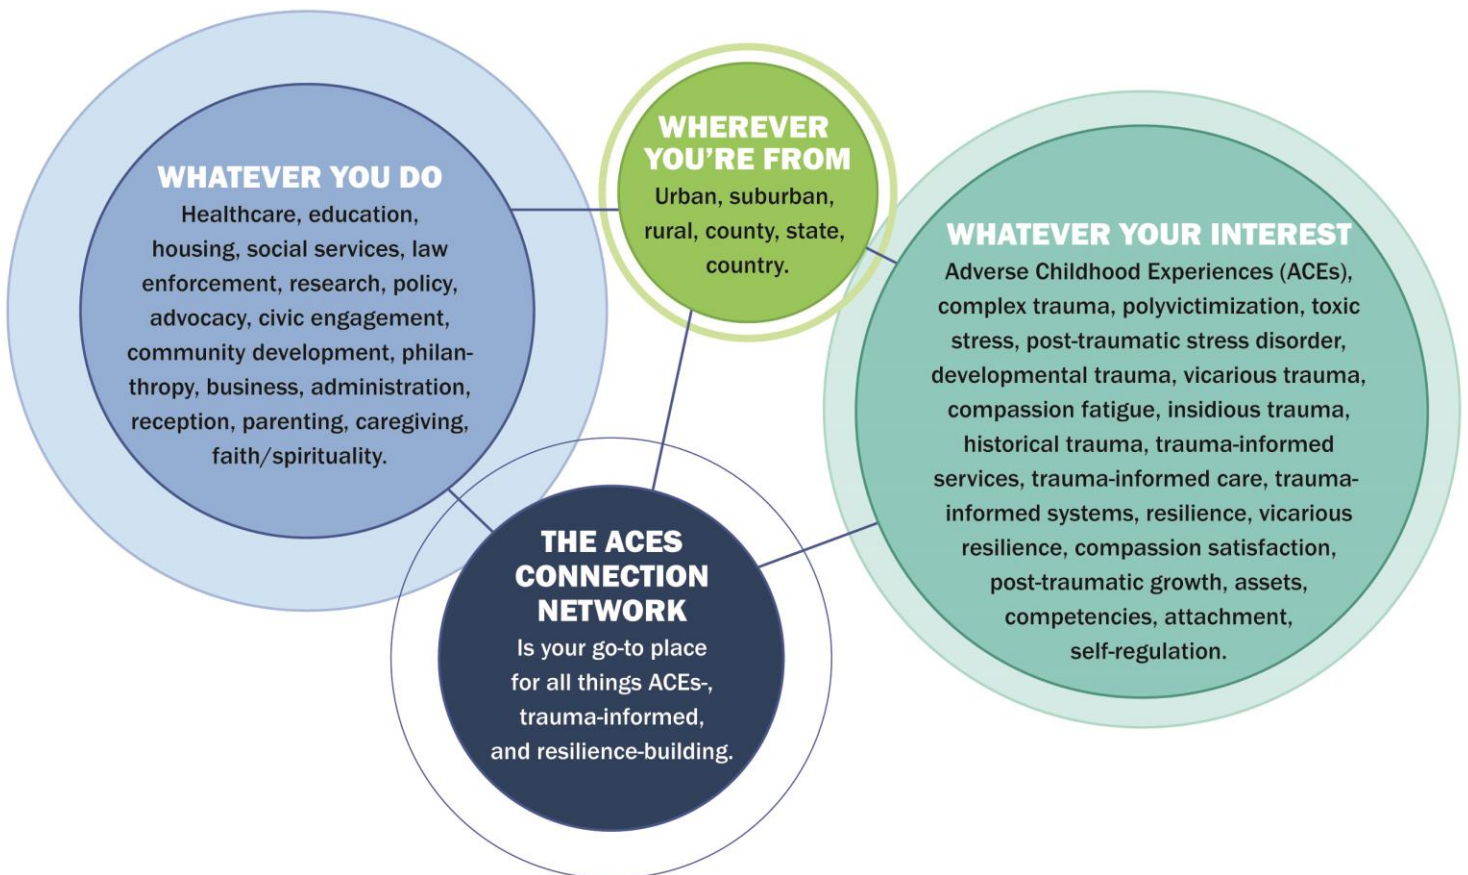 WHATEVER YOU DO
Healthcare, education,
housing, social services, law
enforcement, research, policy,
advocacy, civic engagement,
community development, philan-
thropy, business, administration,
reception, parenting, caregiving,
faith/spirituality.
WHEREVER
YOU'RE FROM
Urban, suburban,
rural, county, state,
country.
WHATEVER YOUR INTEREST
Adverse Childhood Experiences (ACEs),
complex trauma, polyvictimization, toxic
stress, post-traumatic stress disorder,
developmental trauma, vicarious trauma,
compassion fatigue, insidious trauma,
historical trauma, trauma-informed
services, trauma-informed care, trauma-
informed systems, resilience, vicarious
resilience, compassion satisfaction,
post-traumatic growth, assets,
competencies, attachment,
self-regulation.
THE ACES
CONNECTION
NETWORK
Is your go-to place
for all things ACEs-,
trauma-informed,
and resilience-building.